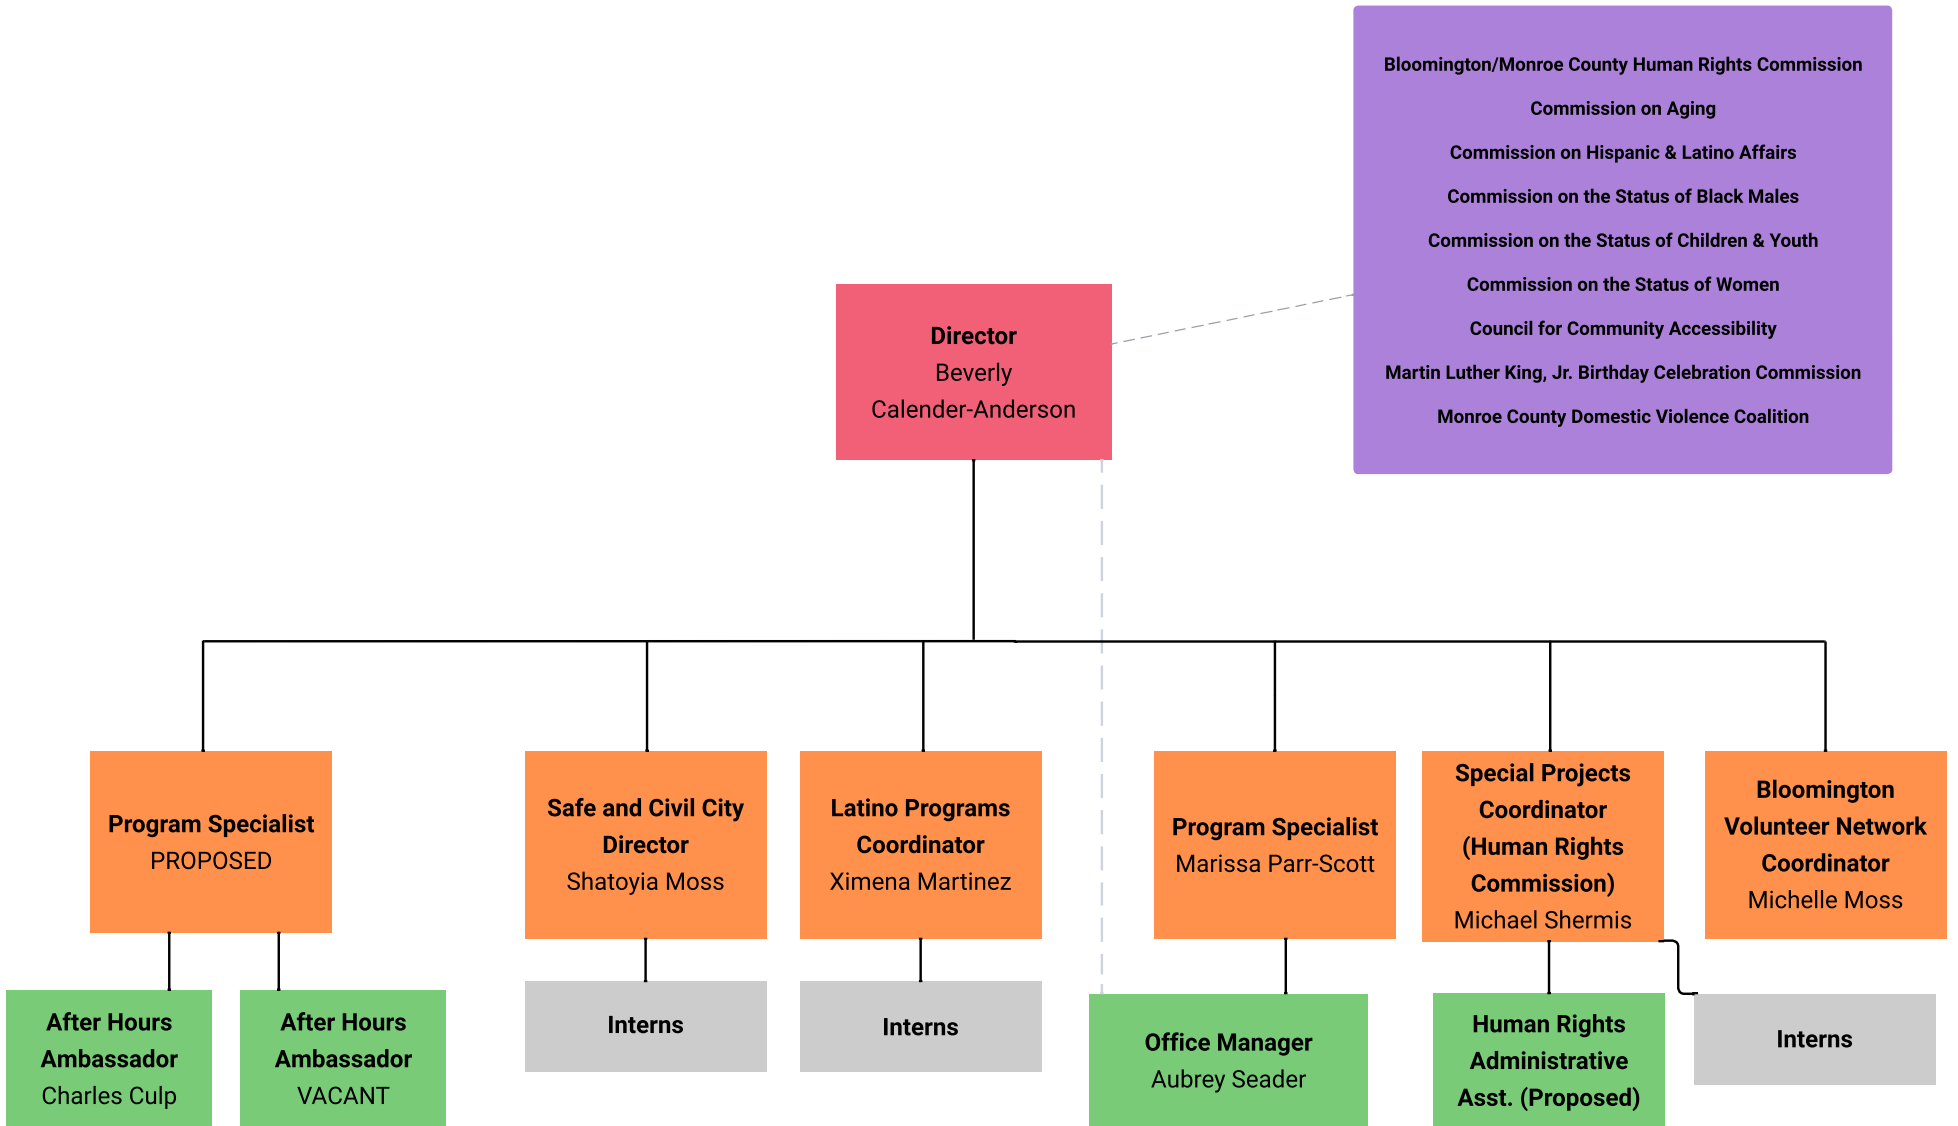 Bloomington/Monroe County Human Rights Commission
Commission on Aging
Commission on Hispanic & Latino Affairs
Commission on the Status of Black Males
Commission on the Status of Children & Youth
Commission on the Status of Women
Council for Community Accessibility
Martin Luther King, Jr. Birthday Celebration Commission
Monroe County Domestic Violence Coalition
Director
Beverly
Calender-Anderson
Program Specialist
PROPOSED
Safe and Civil City
Director
Shatoyia Moss
Latino Programs
Coordinator
Ximena Martinez
Program Specialist
Marissa Parr-Scott
Special Projects
Coordinator
(Human Rights
Commission)
Michael Shermis
Bloomington
Volunteer Network
Coordinator
Michelle Moss
After Hours
Ambassador
Charles Culp
After Hours
Ambassador
VACANT
Interns
Interns
Office Manager
Aubrey Seader
Human Rights
Administrative
Asst. (Proposed)
Interns